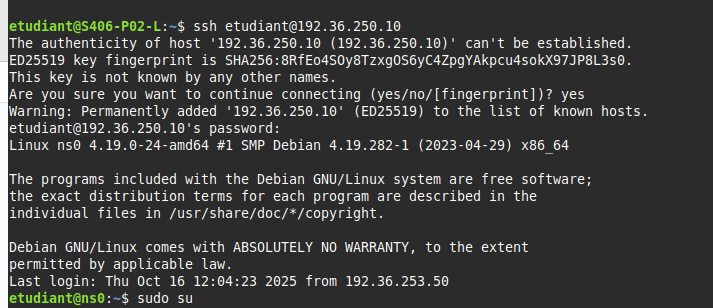 etudiant@S406-P02-L:~$ ssh etudiant@192.36.250.10
The authenticity of host '192.36.250.10 (192.36.250.10)' can't be established.
ED25519 key fingerprint is SHA256:8RfEo4SOy8TzxgOS6yC4ZpgYAkpcu4sokX97JP8L3s0.
This key is not known by any other names.
Are you sure you want to continue connecting (yes/no/[fingerprint])? yes
Warning: Permanently added '192.36.250.10' (ED25519) to the list of known hosts.
etudiant@192.36.250.10's password:
Linux ns0 4.19.0-24-amd64 #1 SMP Debian 4.19.282-1 (2023-04-29) x86_64
The programs included with the Debian GNU/Linux system are free software;
the exact distribution terms for each program are described in the
individual files in /usr/share/doc/*/copyright.
Debian GNU/Linux comes with ABSOLUTELY NO WARRANTY, to the extent
permitted by applicable law.
Last login: Thu Oct 16 12:04:23 2025 from 192.36.253.50
etudiant@ns0:~$ sudo su